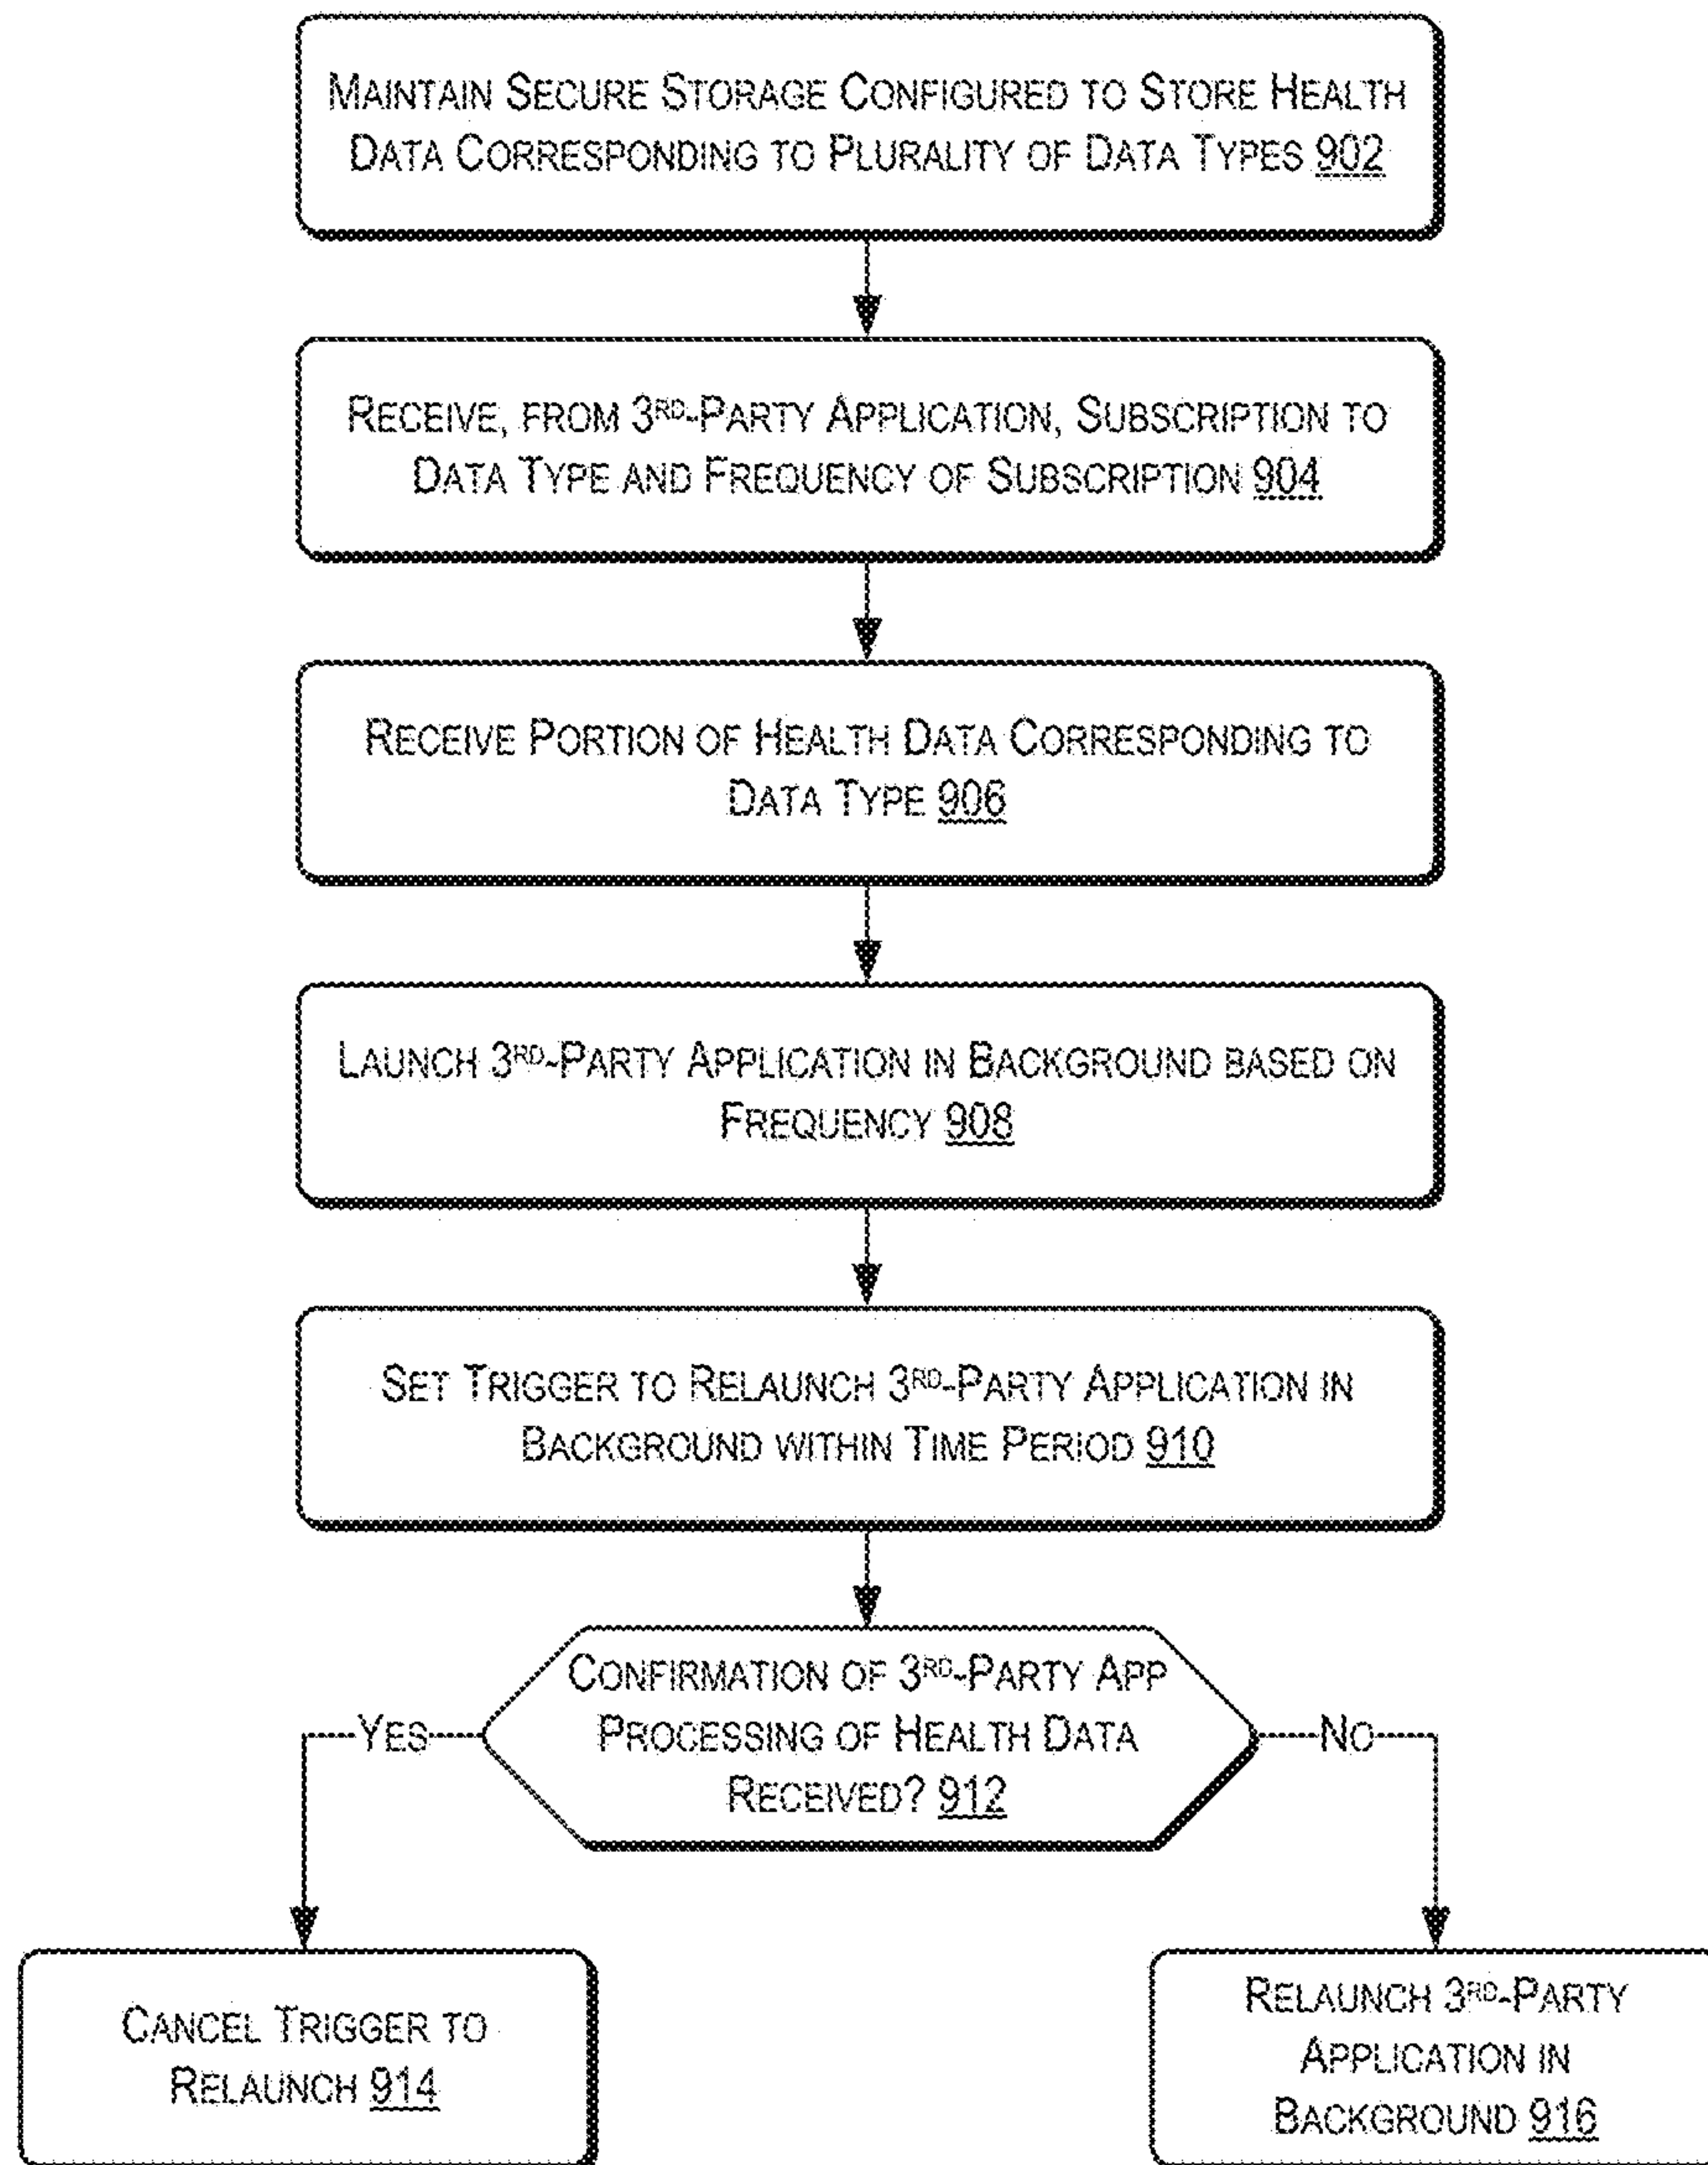 MAINTAIN SECURE STORAGE CONFIGURED TO STORE HEALTH
DATA CORRESPONDING TO PLURALITY OF DATA TYPES 902
RECEIVE, FROM 3RD-PARTY APPLICATION, SUBSCRIPTION TO
DATA TYPE AND FREQUENCY OF SUBSCRIPTION 904
RECEIVE PORTION OF HEALTH DATA CORRESPONDING TO
DATA TYPE 906
LAUNCH 3RD-PARTY APPLICATION IN BACKGROUND BASED ON
FREQUENCY 908
SET TRIGGER TO RELAUNCH 3RD-PARTY APPLICATION IN
BACKGROUND WITHIN TIME PERIOD 910
CONFIRMATION OF 3RD-PARTY APP
PROCESSING OF HEALTH DATA
RECEIVED? 912
YES
NO
CANCEL TRIGGER TO
RELAUNCH 914
RELAUNCH 3RD-PARTY
APPLICATION IN
BACKGROUND 916